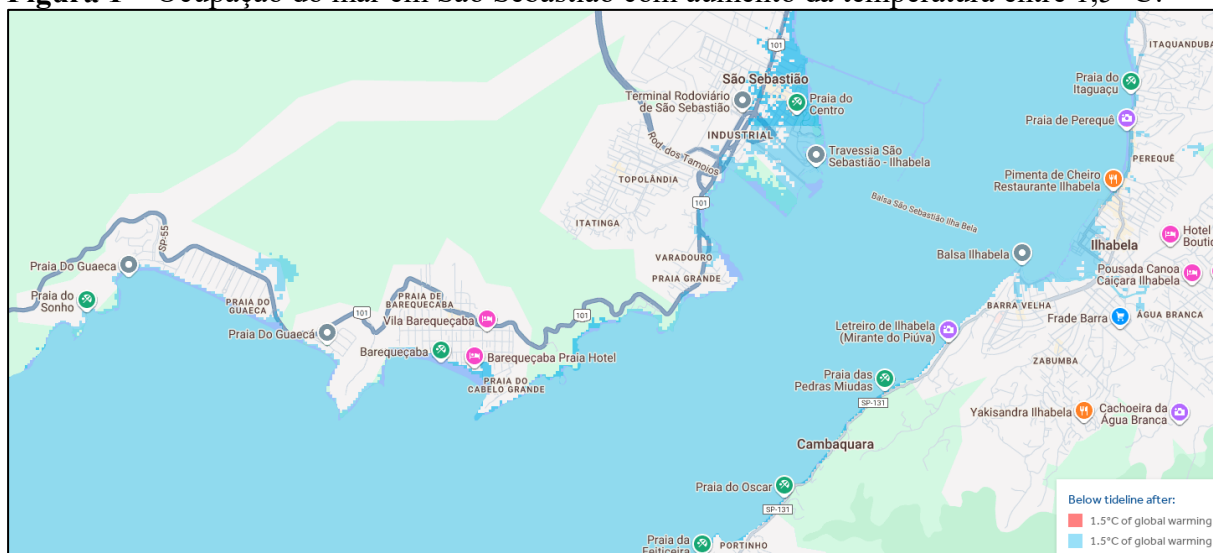 Figura 1 – Ocupação do mar em São Sebastião com aumento da temperatura entre 1,5 °C.
ITAQUANDUBA
101
São Sebastião
Praia do
Itaguaçu
Terminal Rodoviário
de São Sebastião
Praia do
Centro
Praia de Perequê
INDUSTRIAL
Rod. dos Tamoios
Travessia São
Sebastião - Ilhabela
PEREQUÊ
TOPOLÂNDIA
Pimenta de Cheiro
Restaurante Ilhabela
101
Balsa São Sebastião Ilha Bela
ITATINGA
SP-55
Hotel
Boutic
Ilhabela
Praia Do Guaeca
VARADOURO
Balsa Ilhabela
PRAIA GRANDE
Pousada Canoa
Caiçara Ilhabela
Praia do
Sonho
PRAIA DO
GUAECA
PRAIA DE
BAREQUECABA
101
101
BARRA VELHA
ÁGUA BRANCA
Vila Barequeçaba
Frade Barra
Praia Do Guaecá
Letreiro de Ilhabela
(Mirante do Piúva)
Barequeçaba
Barequeçaba Praia Hotel
ZABUMBA
PRAIA DO
CABELO GRANDE
Praia das
Pedras Miudas
SP-131
Yakisandra Ilhabela
Cachoeira da
Água Branca
Cambaquara
Praia do Oscar
SP-131
Below tideline after:
1.5°C of global warming
1.5°C of global warming
Praia da
Feiticeira
PORTINHO